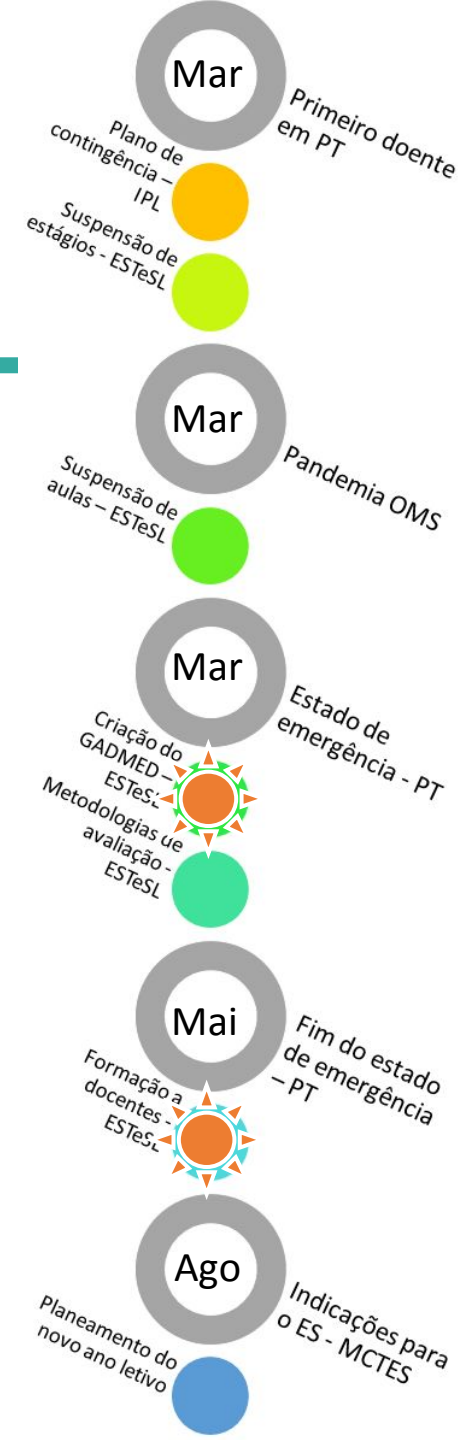 Mar
Primeiro doente
em PT
Plano de
contingência –
IPL
Suspensão de
estágios - ESTeSL
Mar
Pandemia OMS
Suspensão de
aulas – ESTeSL
Mar
Estado de
emergência - PT
Criação do
GADMED –
Metodologias de
avaliação -
ESTeSL
Mai
Fim do estado
de emergência
– PT
Formação a
docentes -
Ago
Indicações para
o ES - MCTES
Planeamento do
novo ano letivo